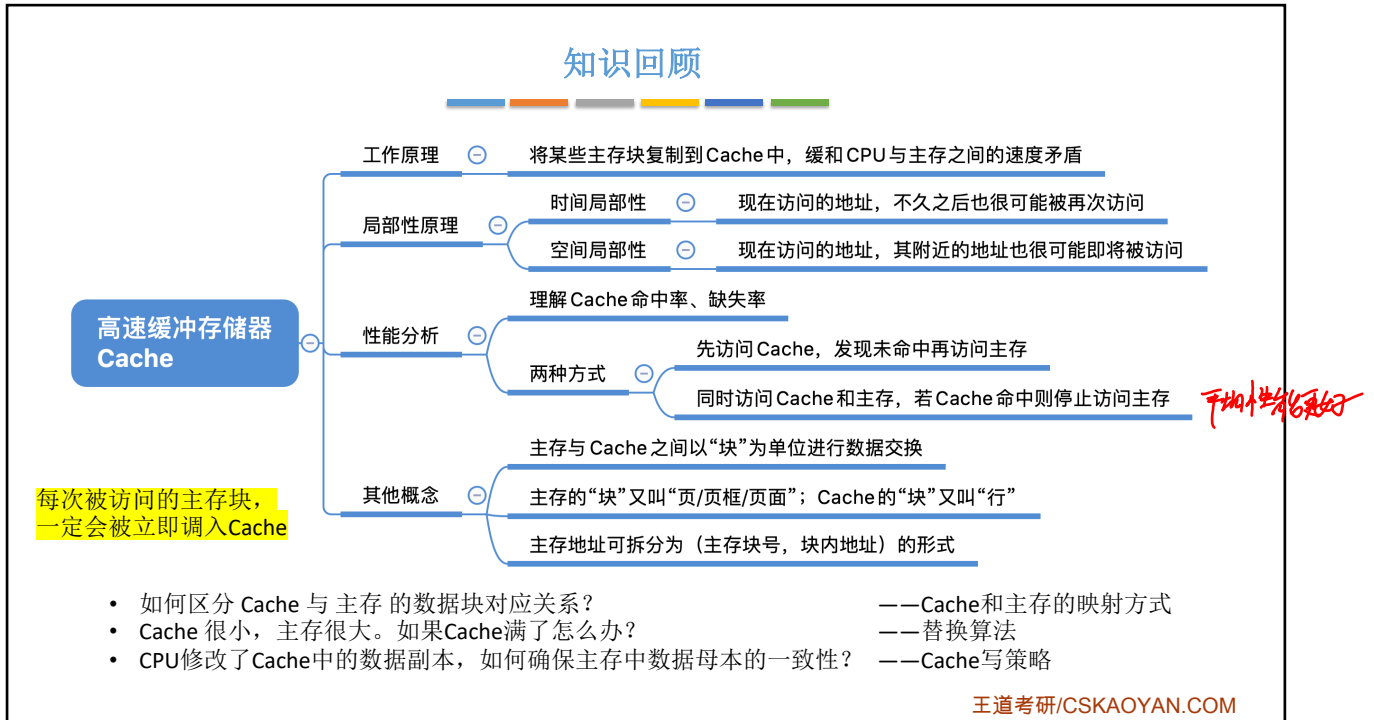 知识回顾
工作原理
将某些主存块复制到Cache中，缓和CPU与主存之间的速度矛盾
局部性原理
时间局部性
现在访问的地址，不久之后也很可能被再次访问
空间局部性
现在访问的地址，其附近的地址也很可能即将被访问
高速缓冲存储器
Cache
性能分析
理解Cache命中率、缺失率
两种方式
先访问Cache，发现未命中再访问主存
同时访问Cache和主存，若Cache命中则停止访问主存
平均性能更好
其他概念
主存与Cache之间以“块”为单位进行数据交换
主存的“块”又叫“页/页框/页面”；Cache的“块”又叫“行”
主存地址可拆分为（主存块号，块内地址）的形式
每次被访问的主存块，
一定会被立即调入Cache
• 如何区分 Cache 与 主存 的数据块对应关系？ ——Cache和主存的映射方式
• Cache 很小，主存很大。如果Cache满了怎么办？ ——替换算法
• CPU修改了Cache中的数据副本，如何确保主存中数据母本的一致性？ ——Cache写策略
王道考研/CSKAOYAN.COM